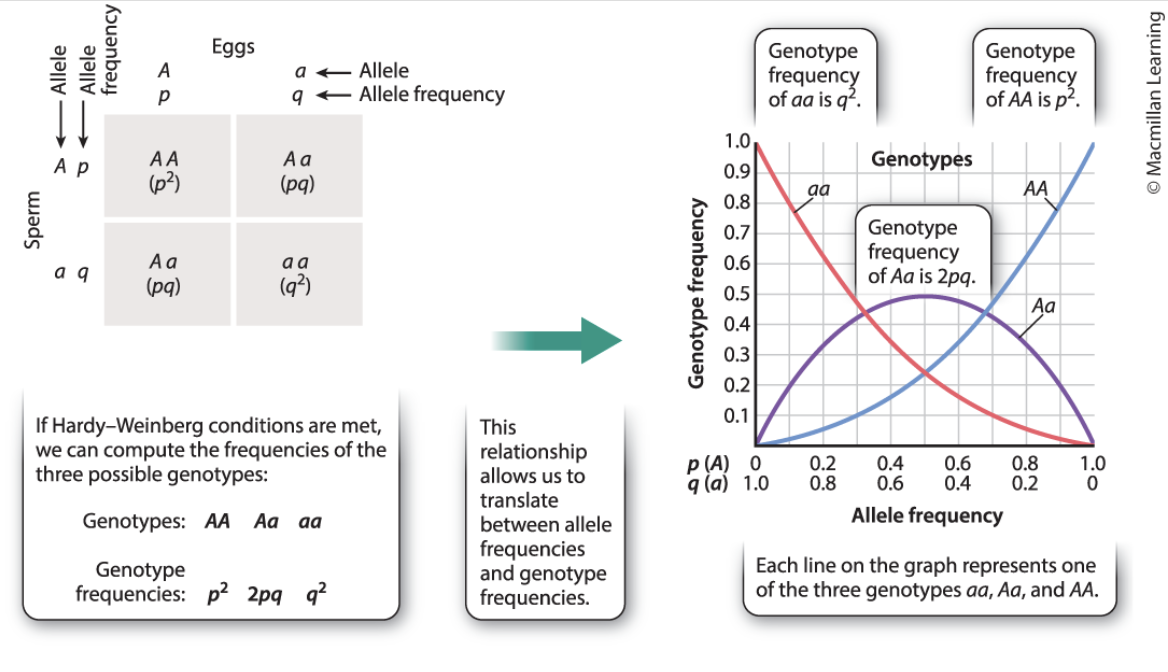 Allele
Allele
frequency
Eggs
A
a ← Allele
p
q ← Allele frequency
Sperm
A p
A A
(p²)
A a
(pq)
a q
A a
(pq)
a a
(q²)
If Hardy–Weinberg conditions are met,
we can compute the frequencies of the
three possible genotypes:
Genotypes: AA Aa aa
Genotype
frequencies: p² 2pq q²
This
relationship
allows us to
translate
between allele
frequencies
and genotype
frequencies.
Genotype
frequency
of aa is q².
Genotype
frequency
of AA is p².
Genotypes
aa
AA
Genotype
frequency
of Aa is 2pq.
Aa
Genotype frequency
1.0
0.9
0.8
0.7
0.6
0.5
0.4
0.3
0.2
0.1
p (A) 0 0.2 0.4 0.6 0.8 1.0
q (a) 1.0 0.8 0.6 0.4 0.2 0
Allele frequency
Each line on the graph represents one
of the three genotypes aa, Aa, and AA.
© Macmillan Learning